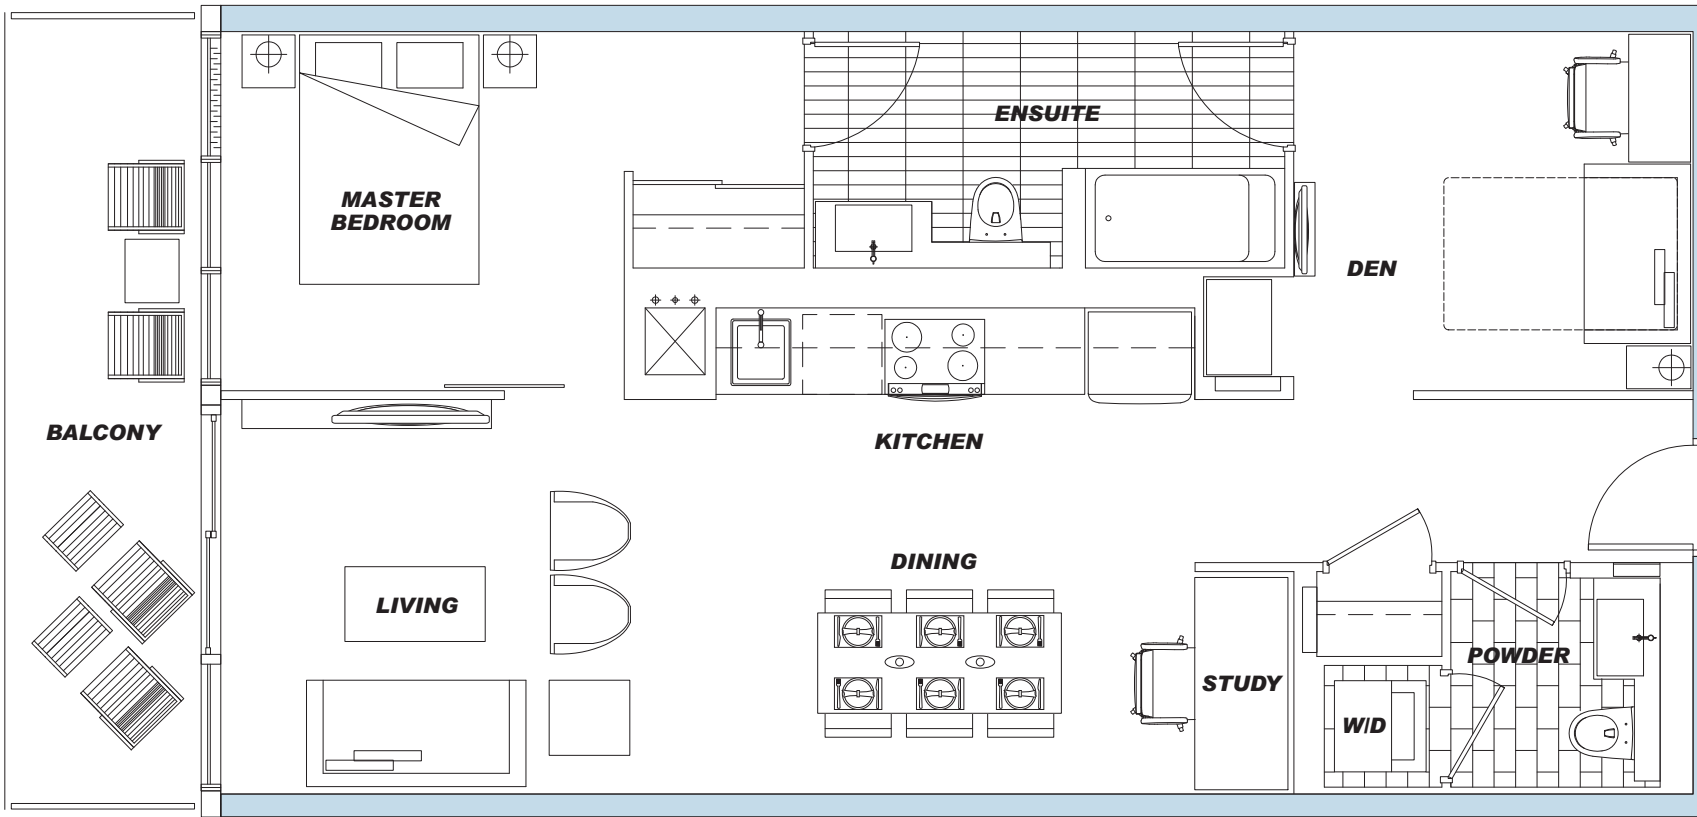 ENSUITE
MASTER
BEDROOM
DEN
BALCONY
KITCHEN
DINING
LIVING
POWDER
STUDY
W/D